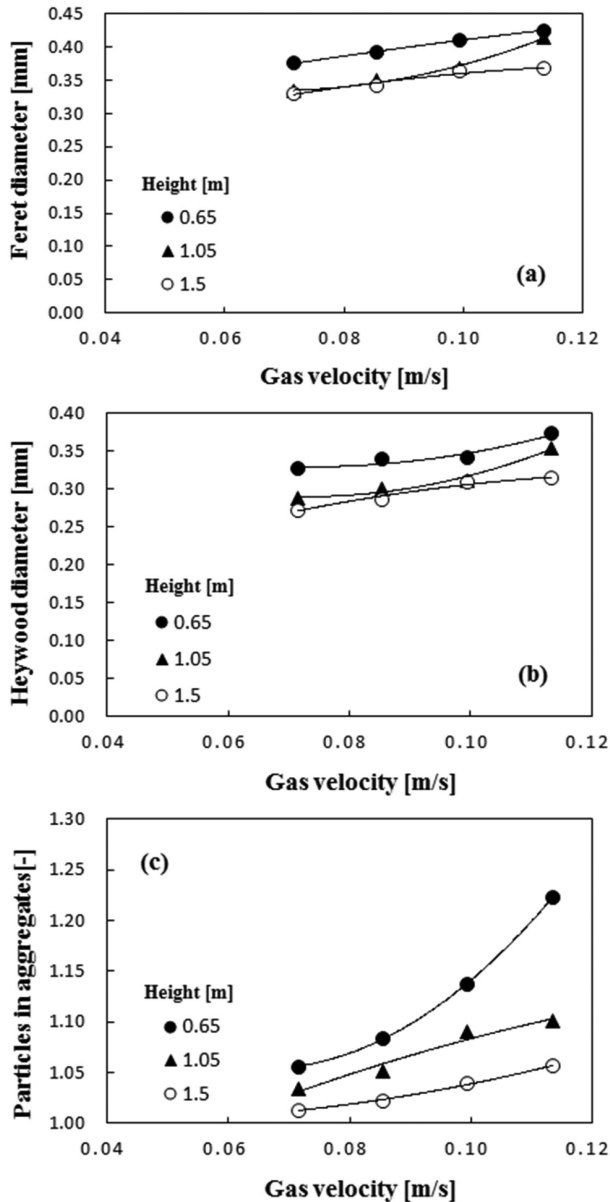 Feret diameter [mm]
0.45
0.40
0.35
0.30
0.25
0.20
0.15
0.10
0.05
0.00
Height [m]
0.65
1.05
1.5
(a)
0.04 0.06 0.08 0.10 0.12
Gas velocity [m/s]
Heywood diameter [mm]
0.40
0.35
0.30
0.25
0.20
0.15
0.10
0.05
0.00
Height [m]
0.65
1.05
1.5
(b)
0.04 0.06 0.08 0.10 0.12
Gas velocity [m/s]
Particles in aggregates[-]
1.30
1.25
1.20
1.15
1.10
1.05
1.00
(c)
Height [m]
0.65
1.05
1.5
0.04 0.06 0.08 0.10 0.12
Gas velocity [m/s]